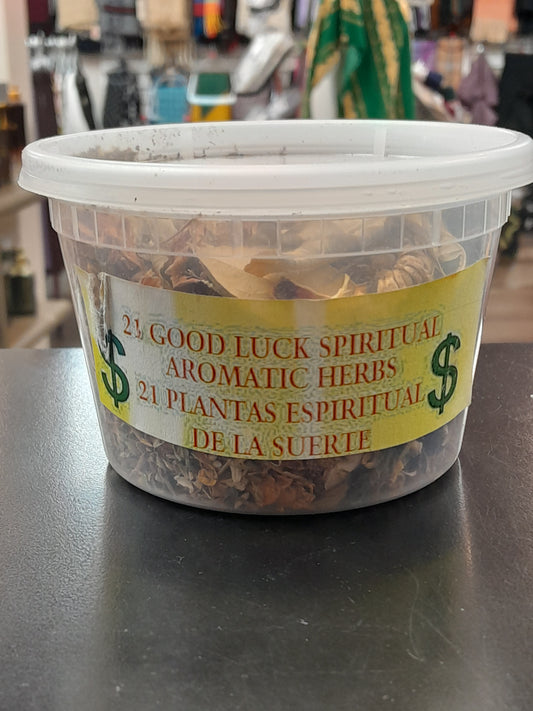 21 GOOD LUCK SPIRITUAL
AROMATIC HERBS
$ 21 PLANTAS ESPIRITUAL $
DE LA SUERTE